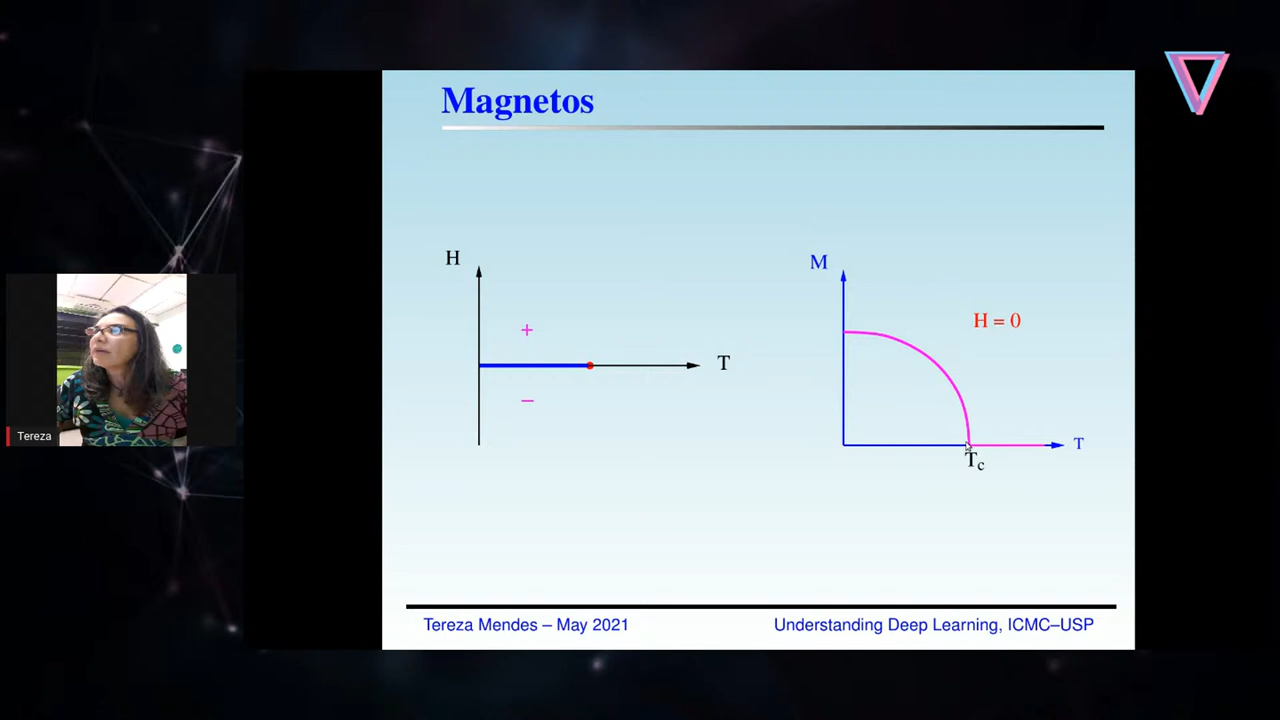 Magnetos
H
+
−
T
M
H = 0
T
Tc
Tereza
Tereza Mendes – May 2021
Understanding Deep Learning, ICMC–USP